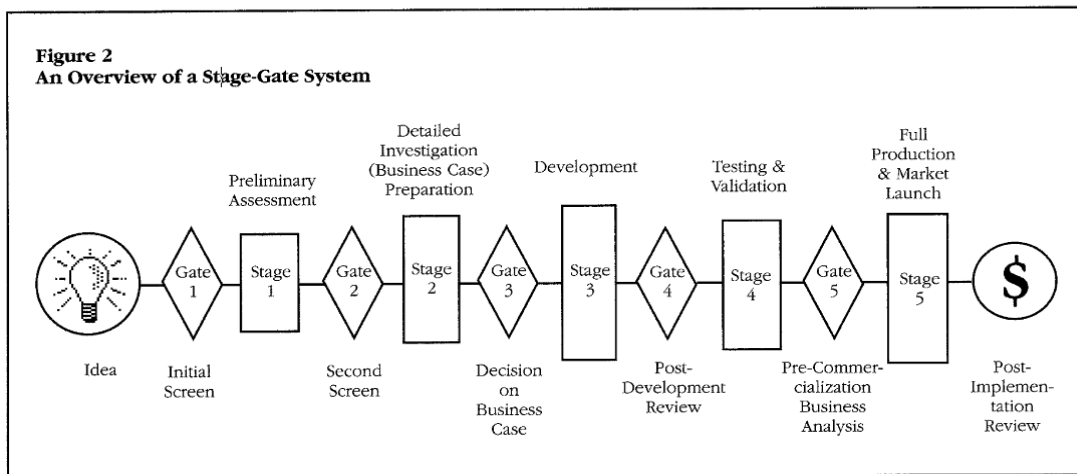 Figure 2
An Overview of a Stage-Gate System
Detailed
Investigation
(Business Case)
Preparation
Full
Production
& Market
Launch
Preliminary
Assessment
Development
Testing &
Validation
Gate
1
Stage
1
Gate
2
Stage
2
Gate
3
Stage
3
Gate
4
Stage
4
Gate
5
Stage
5
$
Idea
Initial
Screen
Second
Screen
Decision
on
Business
Case
Post-
Development
Review
Pre-Commer-
cialization
Business
Analysis
Post-
Implemen-
tation
Review